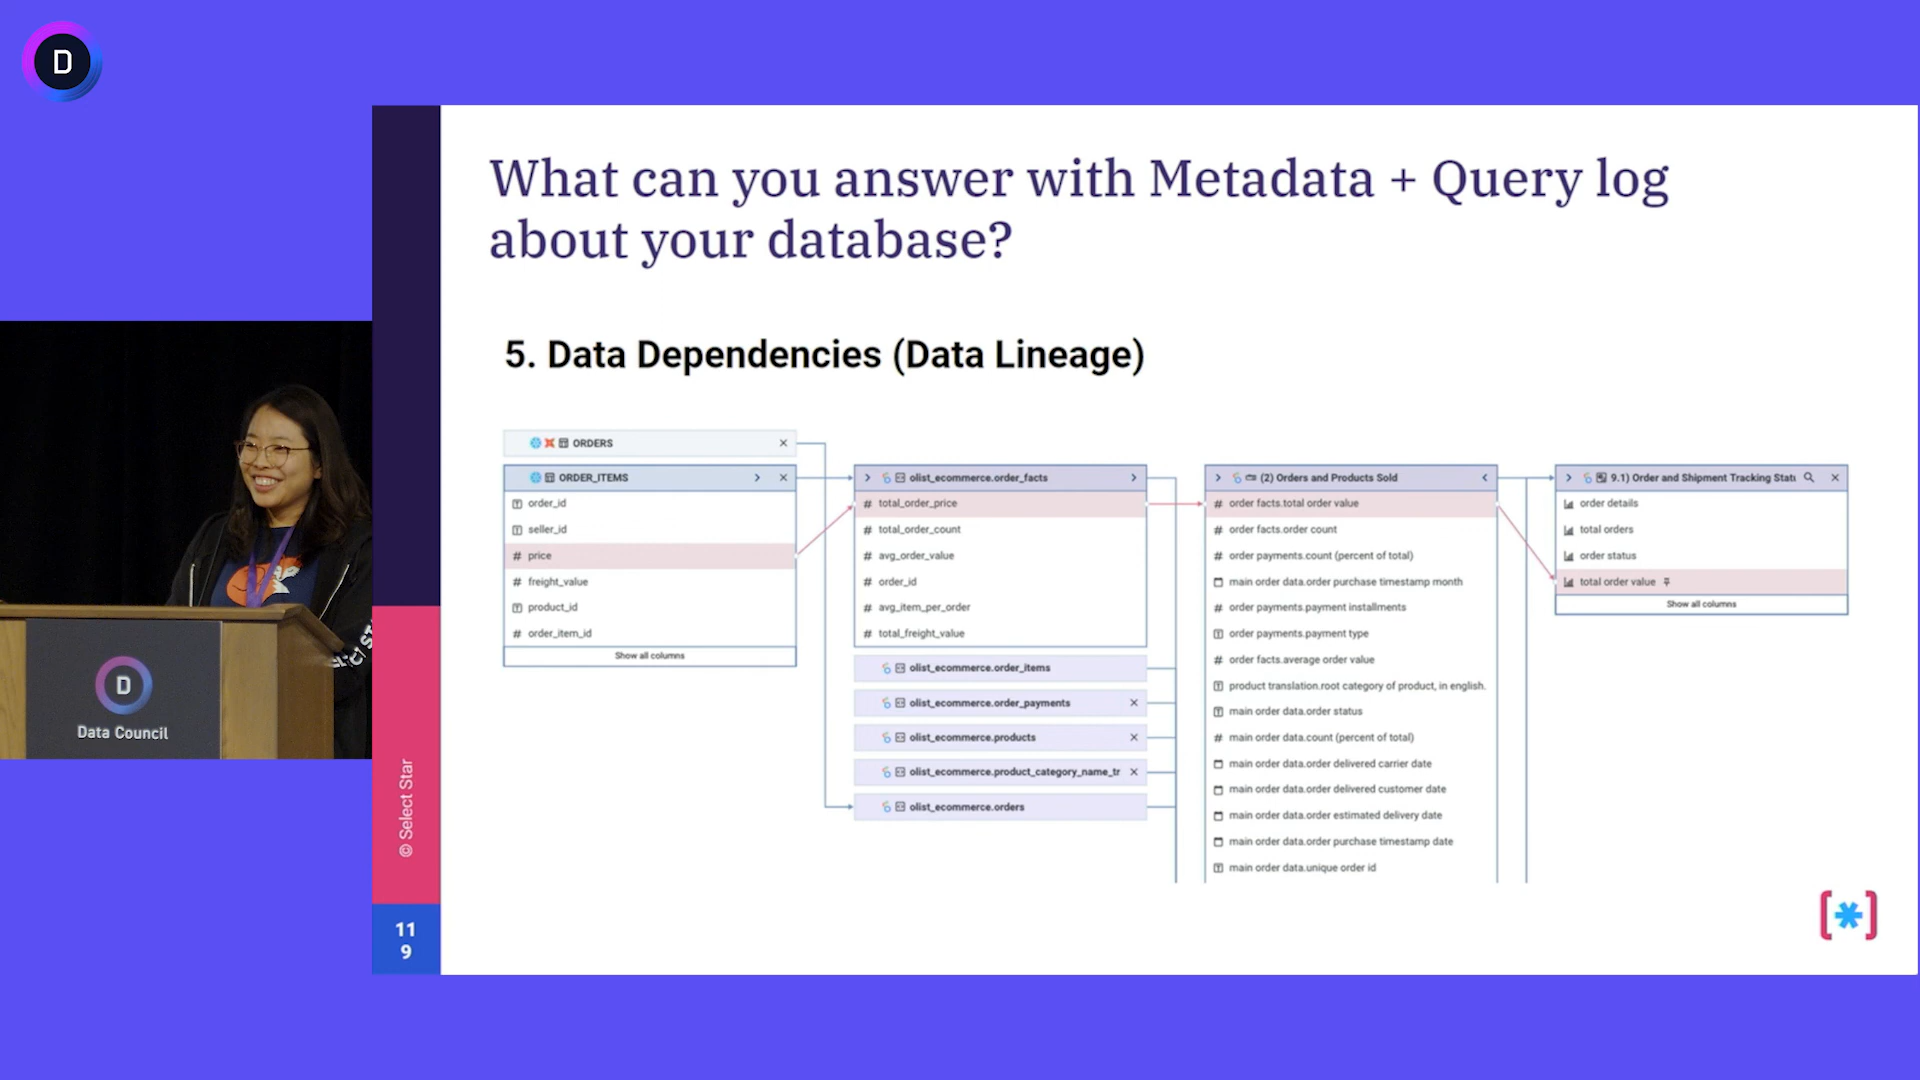 D
What can you answer with Metadata + Query log
about your database?
5. Data Dependencies (Data Lineage)
ORDERS
ORDER_ITEMS
order_id
seller_id
price
freight_value
product_id
order_item_id
Show all columns
olist_ecommerce.order_facts
total_order_price
total_order_count
avg_order_value
order_id
avg_item_per_order
total_freight_value
olist_ecommerce.order_items
olist_ecommerce.order_payments
olist_ecommerce.products
olist_ecommerce.product_category_name_tr
olist_ecommerce.orders
(2) Orders and Products Sold
order facts.total order value
order facts.order count
order payments.count (percent of total)
main order data.order purchase timestamp month
order payments.payment installments
order payments.payment type
order facts.average order value
product translation.root category of product, in english.
main order data.order status
main order data.count (percent of total)
main order data.order delivered carrier date
main order data.order delivered customer date
main order data.order estimated delivery date
main order data.order purchase timestamp date
main order data.unique order id
9.1) Order and Shipment Tracking Statu
order details
total orders
order status
total order value
Show all columns
© Select Star
11
9
[*]
D
Data Council